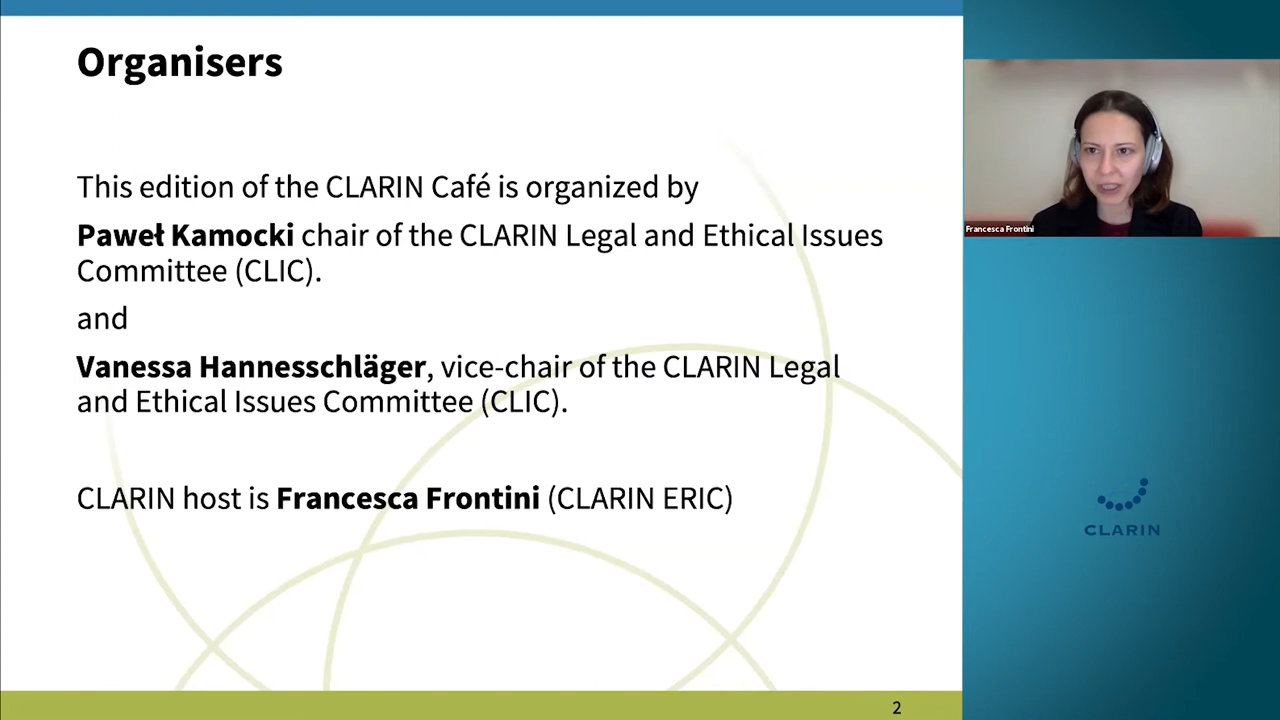 Organisers
This edition of the CLARIN Café is organized by
Paweł Kamocki chair of the CLARIN Legal and Ethical Issues
Committee (CLIC).
and
Vanessa Hannesschläger, vice-chair of the CLARIN Legal
and Ethical Issues Committee (CLIC).
CLARIN host is Francesca Frontini (CLARIN ERIC)
2
Francesca Frontini
CLARIN